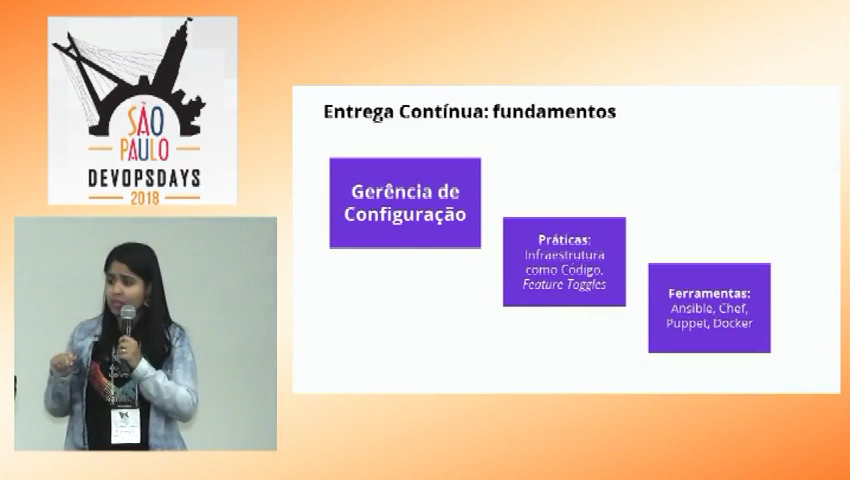 SÃO
PAULO
DEVOPSDAYS
2018
Entrega Contínua: fundamentos
Gerência de
Configuração
Práticas:
Infraestrutura
como Código,
Feature Toggles
Ferramentas:
Ansible, Chef,
Puppet, Docker